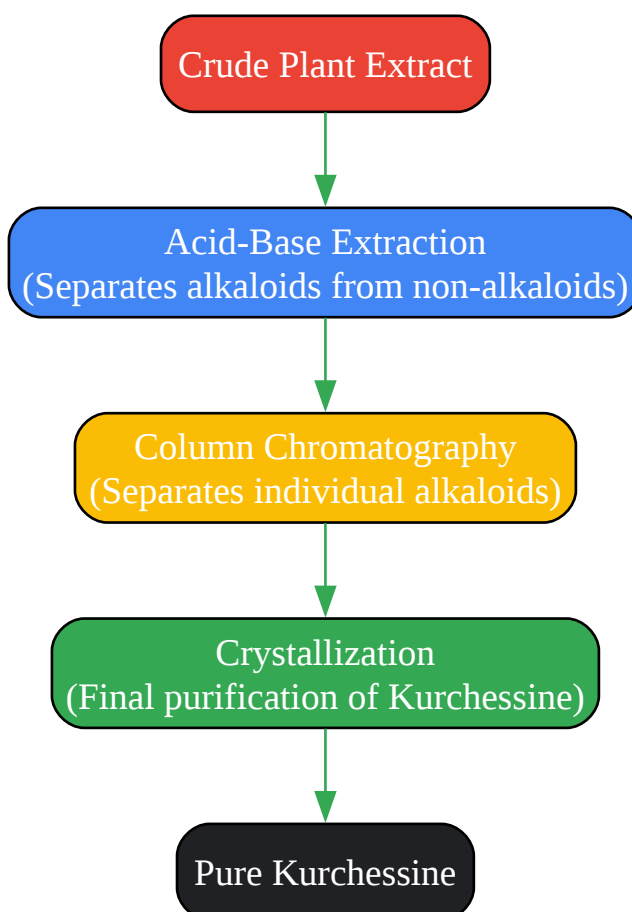 Crude Plant Extract
Acid-Base Extraction
(Separates alkaloids from non-alkaloids)
Column Chromatography
(Separates individual alkaloids)
Crystallization
(Final purification of Kurchessine)
Pure Kurchessine